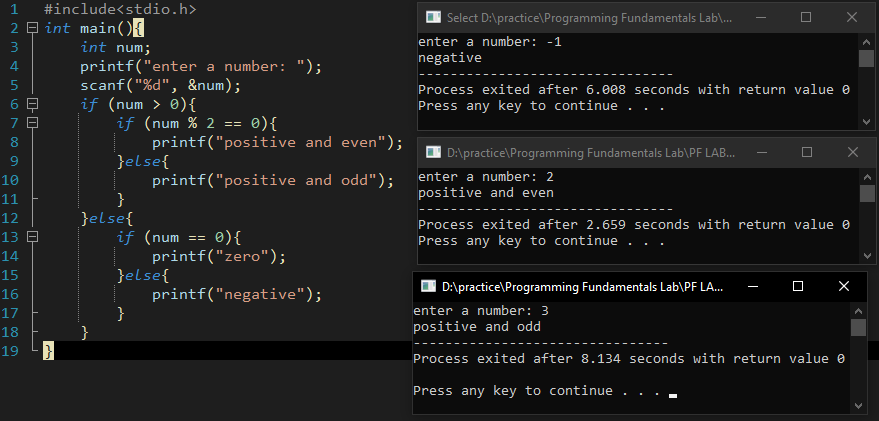 1 #include<stdio.h>
2 int main(){
3 int num;
4 printf("enter a number: ");
5 scanf("%d", &num);
6 if (num > 0){
7 if (num % 2 == 0){
8 printf("positive and even");
9 }else{
10 printf("positive and odd");
11 }
12 }else{
13 if (num == 0){
14 printf("zero");
15 }else{
16 printf("negative");
17 }
18 }
19 }
Select D:\practice\Programming Fundamentals Lab\...
enter a number: -1
negative
--------------------------------
Process exited after 6.008 seconds with return value 0
Press any key to continue . . .
D:\practice\Programming Fundamentals Lab\PF LAB...
enter a number: 2
positive and even
--------------------------------
Process exited after 2.659 seconds with return value 0
Press any key to continue . . .
D:\practice\Programming Fundamentals Lab\PF LA...
enter a number: 3
positive and odd
--------------------------------
Process exited after 8.134 seconds with return value 0
Press any key to continue . . .